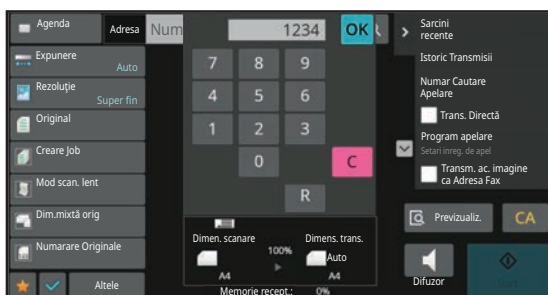 Agenda
Adresa
Num
1234
OK
Sarcini
recente
Expunere
Auto
Rezoluţie
Super fin
Original
Creare Job
Mod scan. lent
Dim.mixtă orig
Numarare Originale
Altele
7 8 9
4 5 6
1 2 3
0 C
R
Dimen. scanare
Dimens. trans.
100%
Auto
A4
A4
Memorie recept.: 0%
Istoric Transmisii
Numar Cautare
Apelare
Trans. Directă
Program apelare
Setari inreg. de apel
Transm. ac. imagine
ca Adresa Fax
Previzualiz.
CA
Difuzor
Start